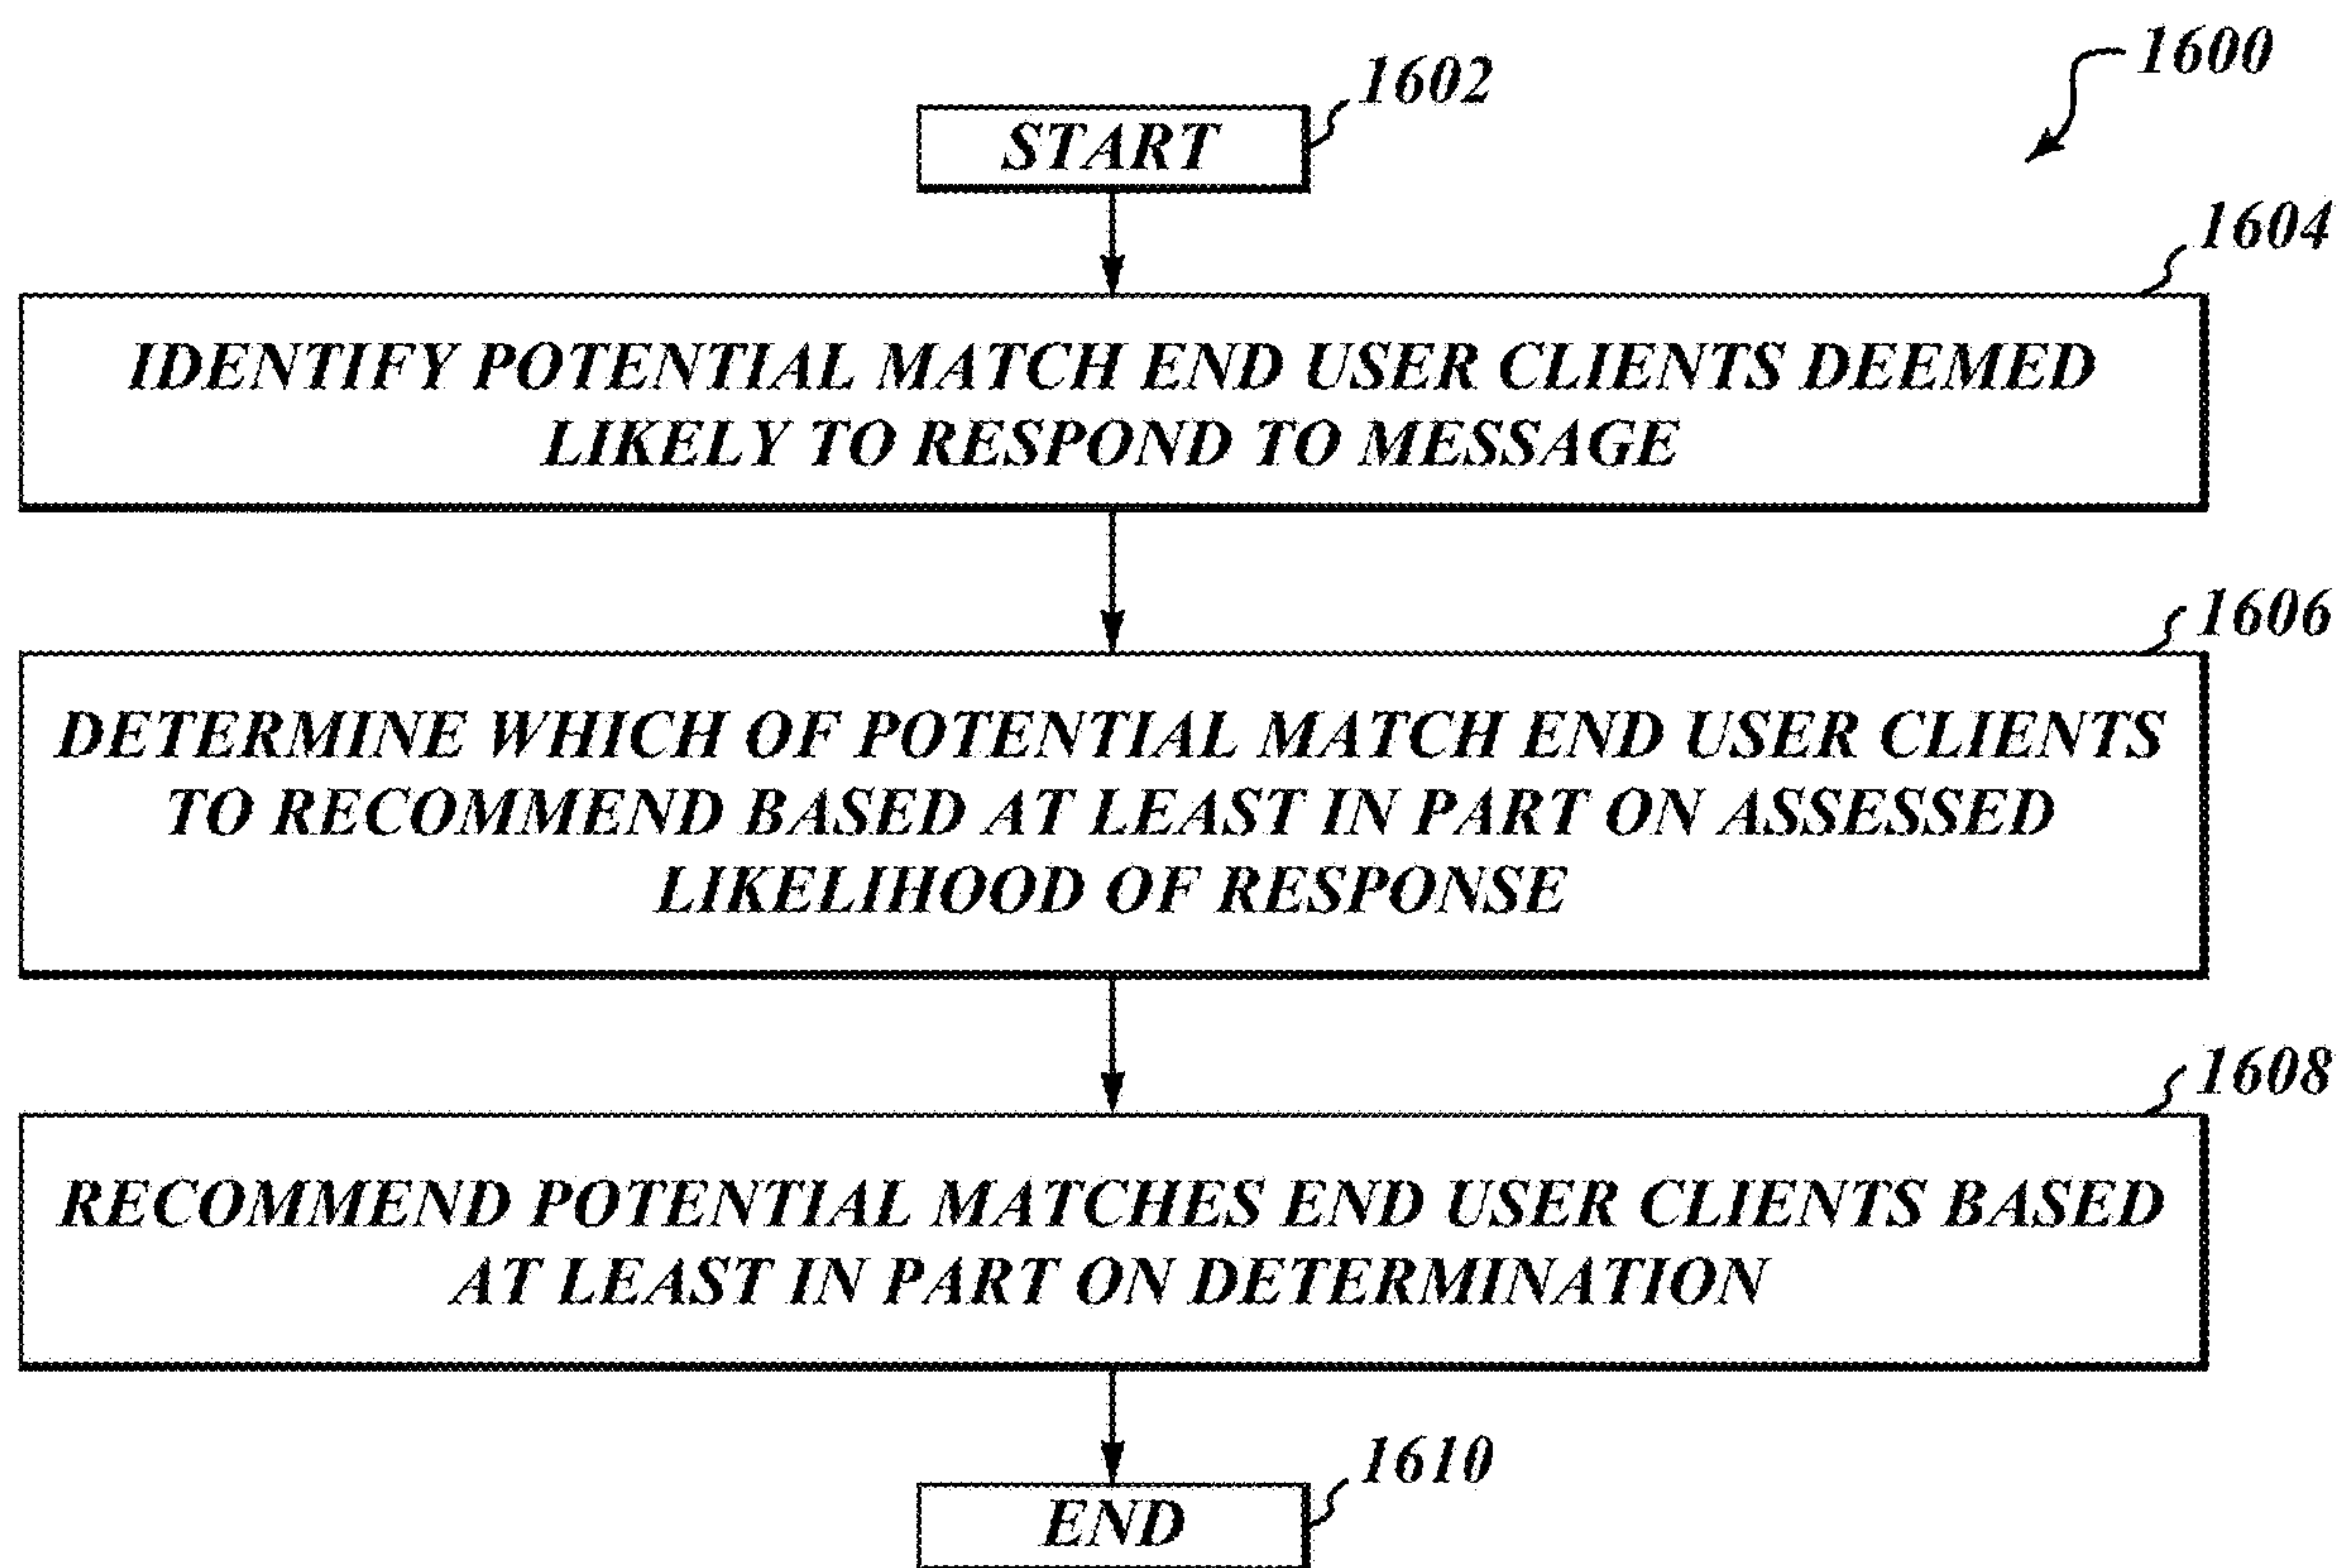 1600
1602
START
1604
IDENTIFY POTENTIAL MATCH END USER CLIENTS DEEMED
LIKELY TO RESPOND TO MESSAGE
1606
DETERMINE WHICH OF POTENTIAL MATCH END USER CLIENTS
TO RECOMMEND BASED AT LEAST IN PART ON ASSESSED
LIKELIHOOD OF RESPONSE
1608
RECOMMEND POTENTIAL MATCHES END USER CLIENTS BASED
AT LEAST IN PART ON DETERMINATION
1610
END